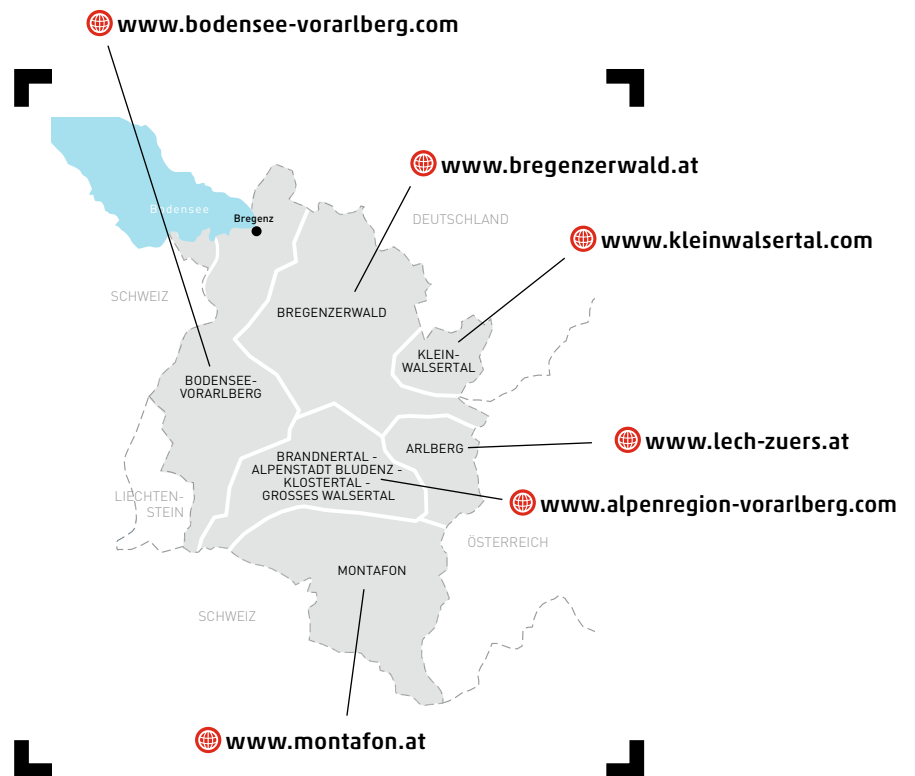 www.bodensee-vorarlberg.com
www.bregenzerwald.at
Bodensee
Bregenz
DEUTSCHLAND
www.kleinwalsertal.com
SCHWEIZ
BREGENZERWALD
KLEIN-
WALSERTAL
BODENSEE-
VORARLBERG
www.lech-zuers.at
ARLBERG
BRANDNERTAL -
ALPENSTADT BLUDENZ -
KLOSTERTAL -
GROSSES WALSERTAL
LIECHTEN-
STEIN
www.alpenregion-vorarlberg.com
ÖSTERREICH
MONTAFON
SCHWEIZ
www.montafon.at